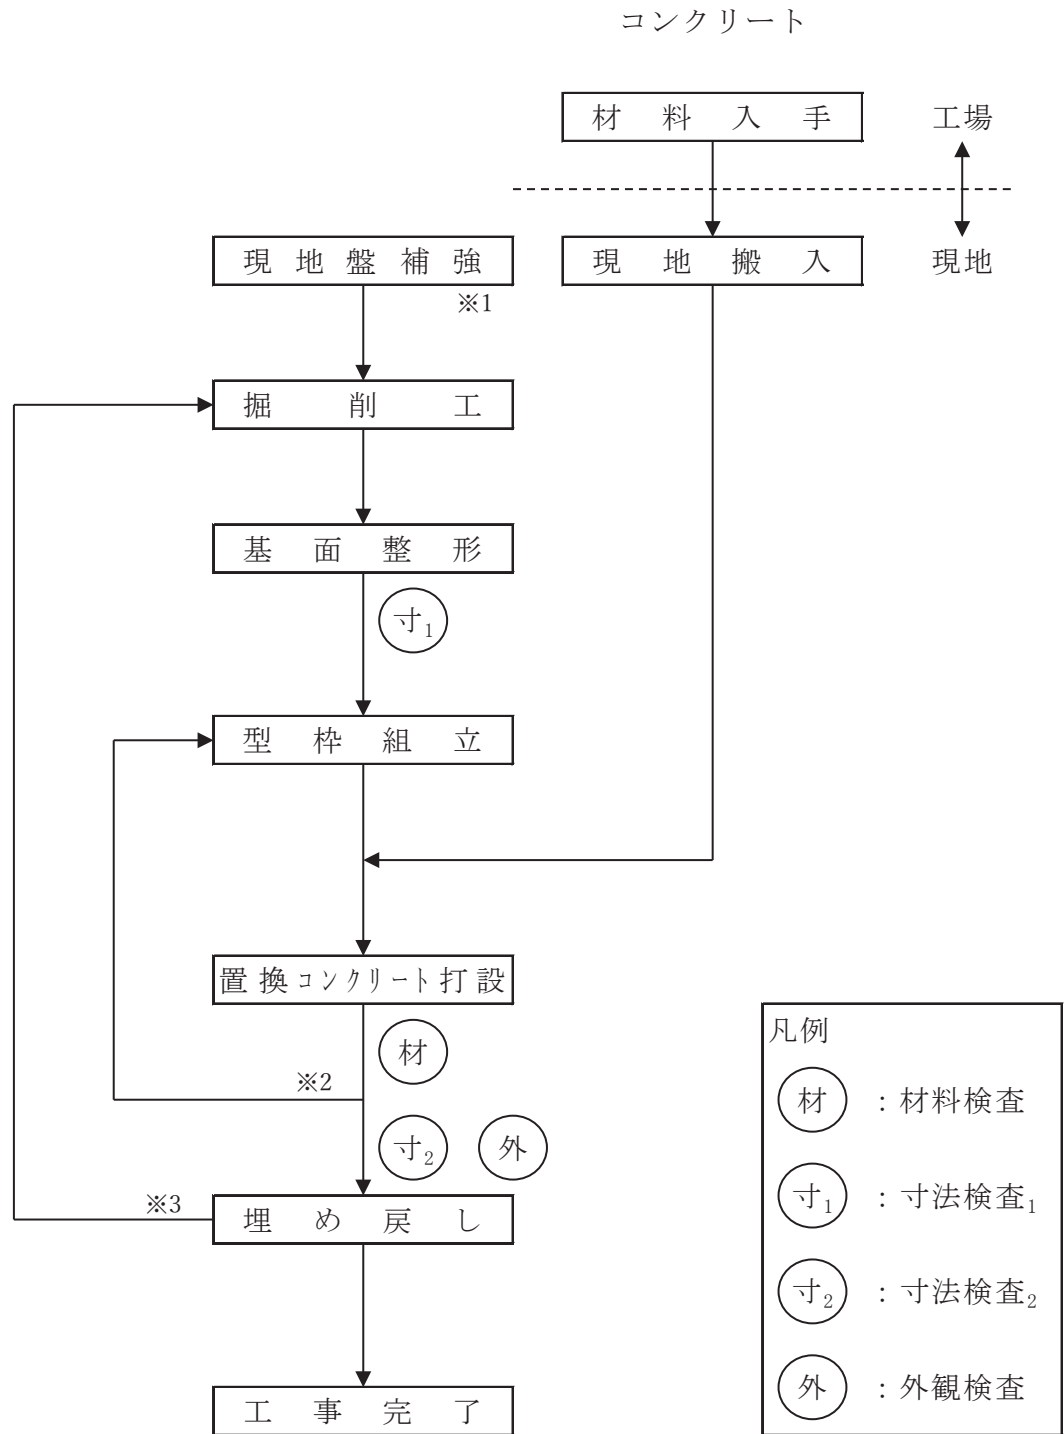 コンクリート
材料入手
工場
現地盤補強
現地搬入
現地
※1
掘削工
基面整形
寸1
型枠組立
置換コンクリート打設
材
※2
寸2 外
※3
埋め戻し
工事完了
凡例
材 : 材料検査
寸1 : 寸法検査1
寸2 : 寸法検査2
外 : 外観検査